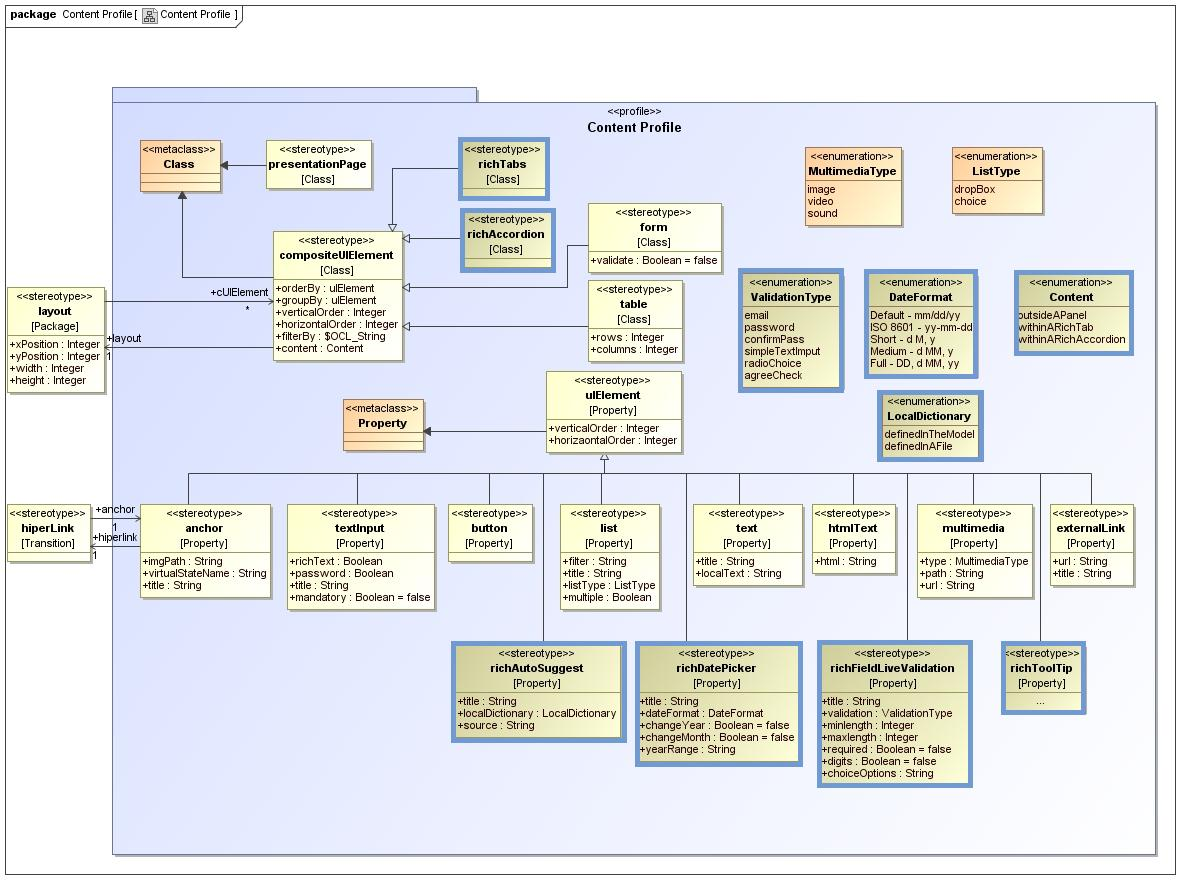 package Content Profile [ Content Profile ]
<<profile>>
Content Profile
<<metaclass>>
Class
<<stereotype>>
presentationPage
[Class]
<<stereotype>>
richTabs
[Class]
<<enumeration>>
MultimediaType
image
video
sound
<<enumeration>>
ListType
dropBox
choice
<<stereotype>>
richAccordion
[Class]
<<stereotype>>
form
[Class]
+validate : Boolean = false
<<stereotype>>
compositeUIElement
[Class]
+orderBy : uIElement
+groupBy : uIElement
+verticalOrder : Integer
+horizontalOrder : Integer
+filterBy : $OCL_String
+content : Content
<<stereotype>>
table
[Class]
+rows : Integer
+columns : Integer
<<enumeration>>
ValidationType
email
password
confirmPass
simpleTextImput
radioChoice
agreeCheck
<<enumeration>>
DateFormat
Default - mm/dd/yy
ISO 8601 - yy-mm-dd
Short - d M, y
Medium - d MM, y
Full - DD, d MM, yy
<<enumeration>>
Content
outsideAPanel
withinARichTab
withinARichAccordion
<<stereotype>>
layout
[Package]
+xPosition : Integer
+yPosition : Integer
+width : Integer
+height : Integer
+cUIElement
*
+layout
1
<<metaclass>>
Property
<<stereotype>>
uIElement
[Property]
+verticalOrder : Integer
+horizaontalOrder : Integer
<<enumeration>>
LocalDictionary
definedInTheModel
definedInAFile
<<stereotype>>
hiperLink
[Transition]
+anchor
1
+hiperlink
1
<<stereotype>>
anchor
[Property]
+imgPath : String
+virtualStateName : String
+title : String
<<stereotype>>
textInput
[Property]
+richText : Boolean
+password : Boolean
+title : String
+mandatory : Boolean = false
<<stereotype>>
button
[Property]
<<stereotype>>
list
[Property]
+filter : String
+title : String
+listType : ListType
+multiple : Boolean
<<stereotype>>
text
[Property]
+title : String
+localText : String
<<stereotype>>
htmlText
[Property]
+html : String
<<stereotype>>
multimedia
[Property]
+type : MultimediaType
+path : String
+url : String
<<stereotype>>
externalLink
[Property]
+url : String
+title : String
<<stereotype>>
richAutoSuggest
[Property]
+title : String
+localDictionary : LocalDictionary
+source : String
<<stereotype>>
richDatePicker
[Property]
+title : String
+dateFormat : DateFormat
+changeYear : Boolean = false
+changeMonth : Boolean = false
+yearRange : String
<<stereotype>>
richFieldLiveValidation
[Property]
+title : String
+validation : ValidationType
+minlength : Integer
+maxlength : Integer
+required : Boolean = false
+digits : Boolean = false
+choiceOptions : String
<<stereotype>>
richToolTip
[Property]
...